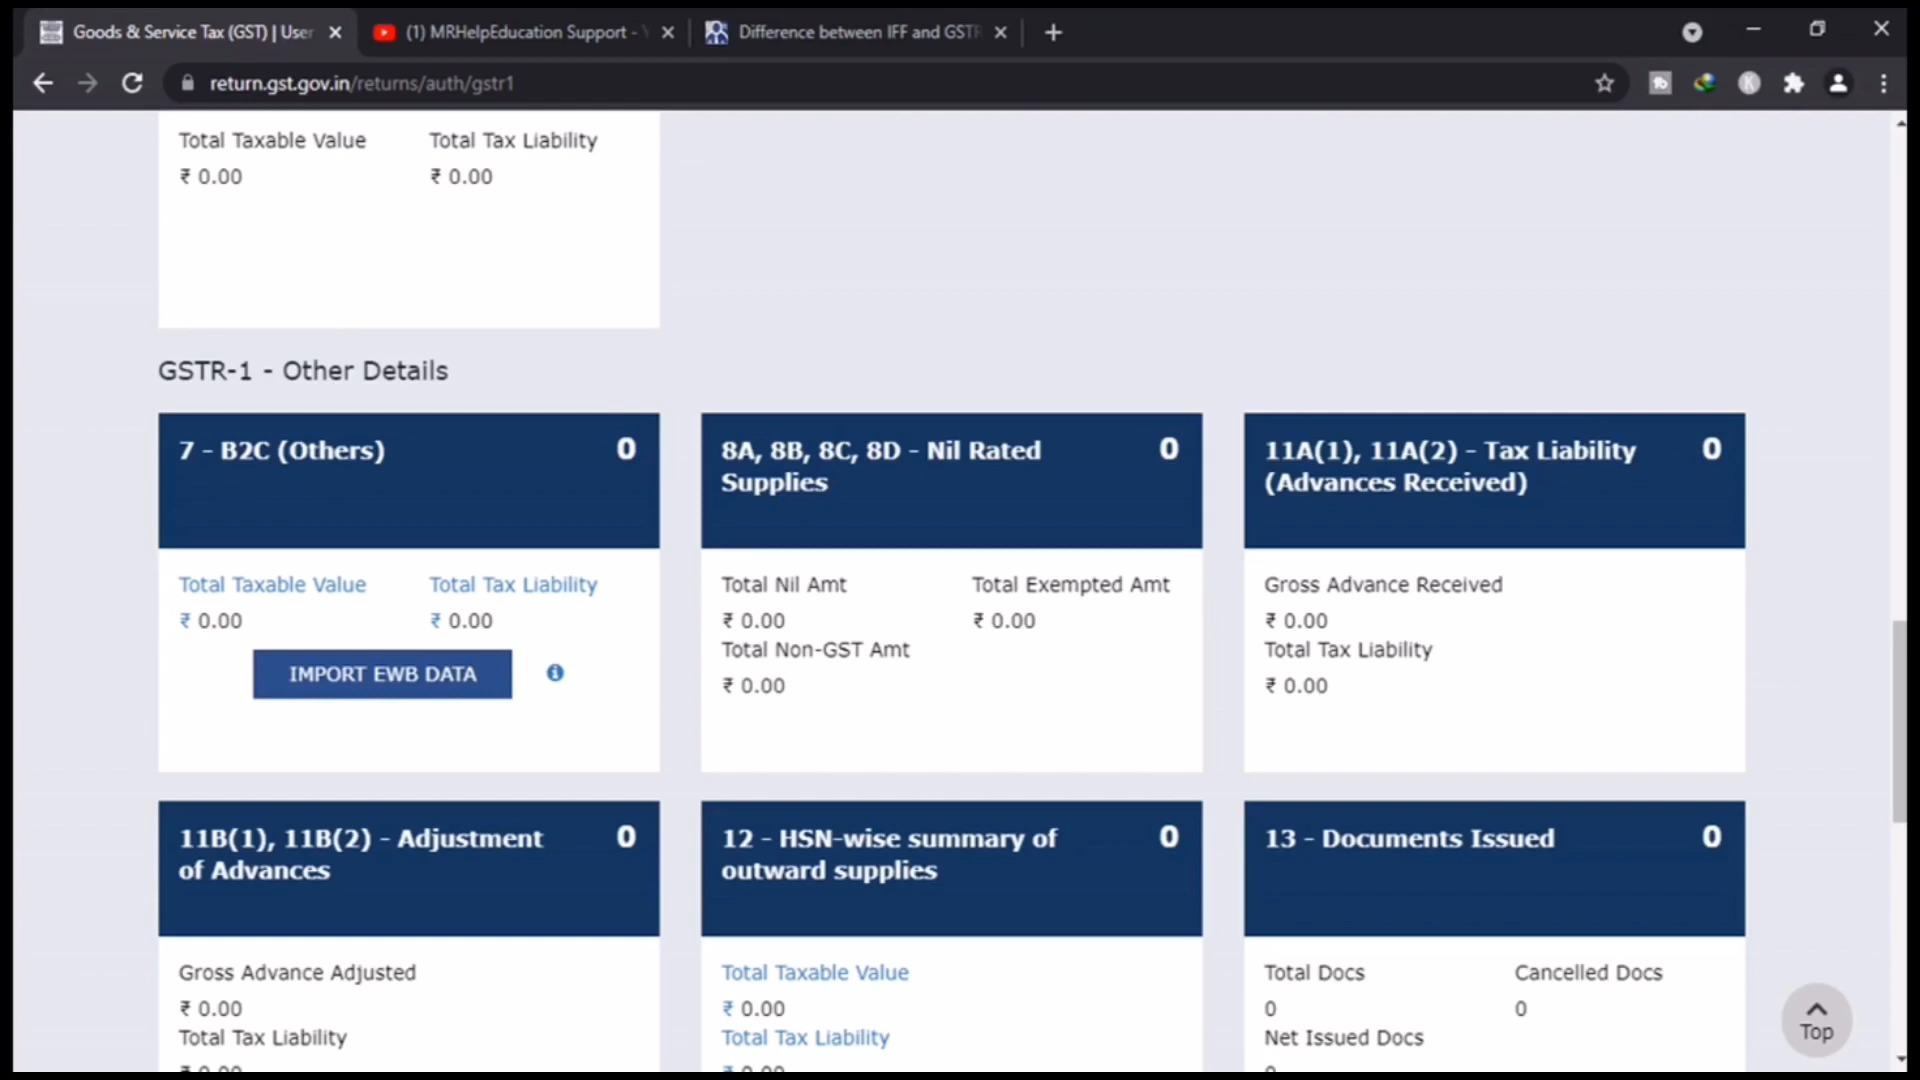 Goods & Service Tax (GST) | User
(1) MRHelpEducation Support -
Difference between IFF and GSTR
return.gst.gov.in/returns/auth/gstr1
Total Taxable Value Total Tax Liability
₹ 0.00 ₹ 0.00
GSTR-1 - Other Details
7 - B2C (Others) 0
8A, 8B, 8C, 8D - Nil Rated Supplies 0
11A(1), 11A(2) - Tax Liability (Advances Received) 0
Total Taxable Value Total Tax Liability
₹ 0.00 ₹ 0.00
IMPORT EWB DATA
Total Nil Amt Total Exempted Amt
₹ 0.00 ₹ 0.00
Total Non-GST Amt
₹ 0.00
Gross Advance Received
₹ 0.00
Total Tax Liability
₹ 0.00
11B(1), 11B(2) - Adjustment of Advances 0
12 - HSN-wise summary of outward supplies 0
13 - Documents Issued 0
Gross Advance Adjusted
₹ 0.00
Total Tax Liability
Total Taxable Value
₹ 0.00
Total Tax Liability
Total Docs Cancelled Docs
0 0
Net Issued Docs
Top